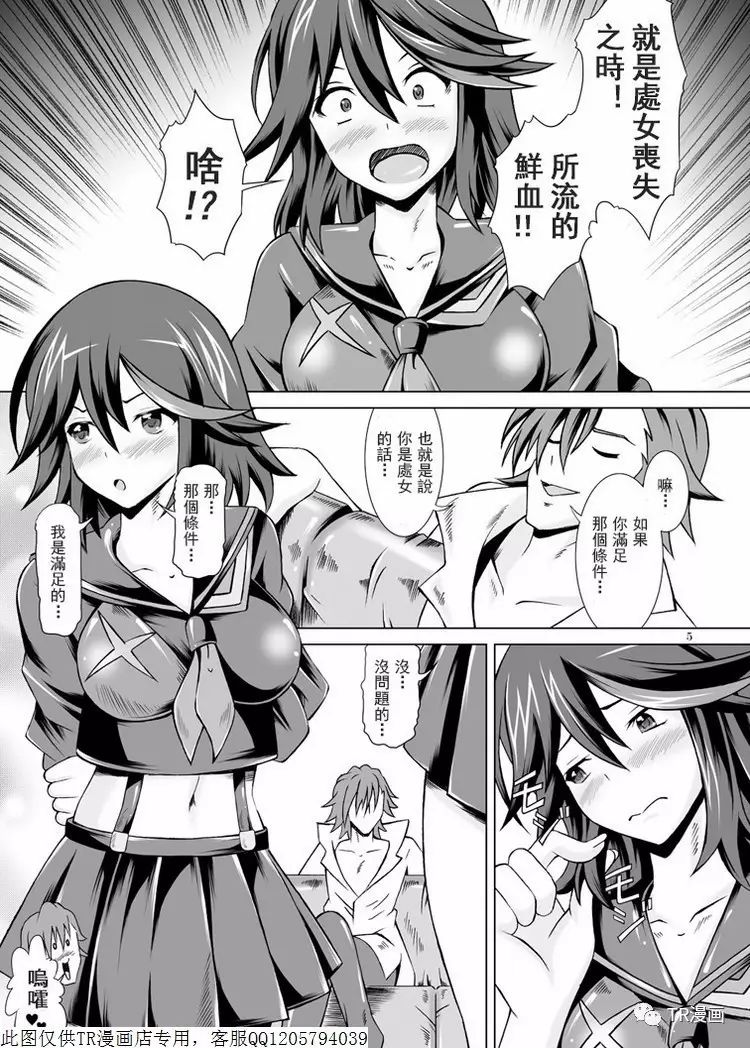 就是處女喪失
之時！
所流的
鮮血!!
啥
!?
嘛…
如果
你滿足
那個條件…
也就是說
你是處女
的話…
那…
那個條件…
我是滿足的…
5
モジ
モジ
沒…
沒問題的…
嗚嚯
此图仅供TR漫画店专用，客服QQ1205794039
TR漫画